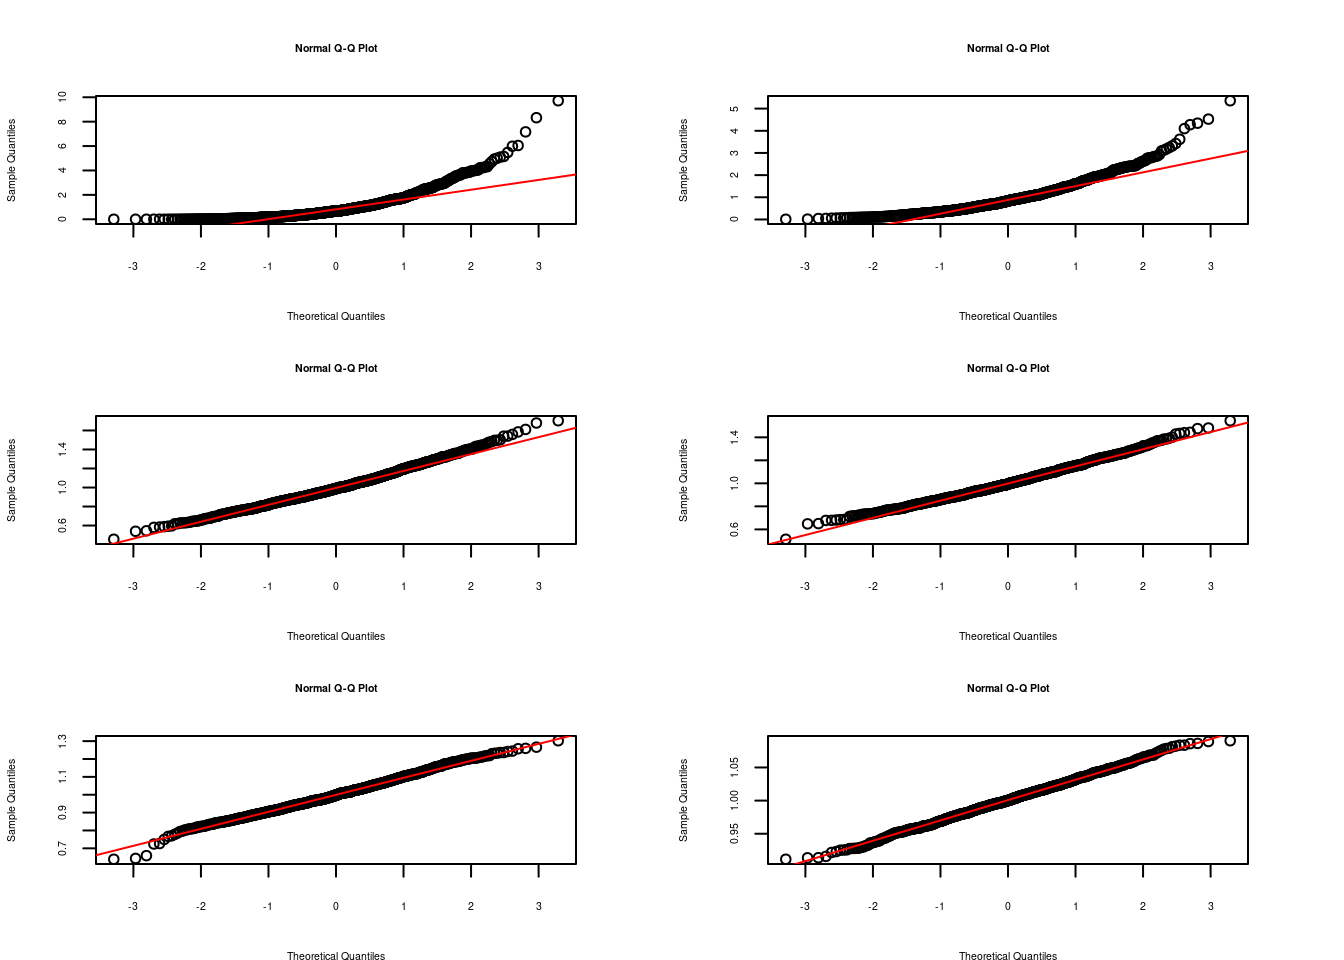 Normal Q-Q Plot
Sample Quantiles
10
8
6
4
2
0
-3 -2 -1 0 1 2 3
Theoretical Quantiles
Normal Q-Q Plot
Sample Quantiles
5
4
3
2
1
0
-3 -2 -1 0 1 2 3
Theoretical Quantiles
Normal Q-Q Plot
Sample Quantiles
1.4
1.0
0.6
-3 -2 -1 0 1 2 3
Theoretical Quantiles
Normal Q-Q Plot
Sample Quantiles
1.4
1.0
0.6
-3 -2 -1 0 1 2 3
Theoretical Quantiles
Normal Q-Q Plot
Sample Quantiles
1.3
1.1
0.9
0.7
-3 -2 -1 0 1 2 3
Theoretical Quantiles
Normal Q-Q Plot
Sample Quantiles
1.05
1.00
0.95
-3 -2 -1 0 1 2 3
Theoretical Quantiles